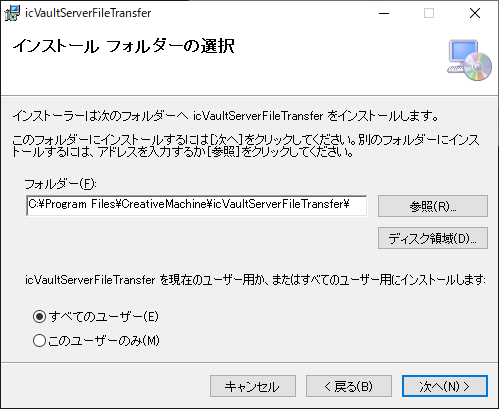 icVaultServerFileTransfer
インストール フォルダーの選択
インストーラーは次のフォルダーへ icVaultServerFileTransfer をインストールします。
このフォルダーにインストールするには[次へ]をクリックしてください。別のフォルダーにインス
トールするには、アドレスを入力するか[参照]をクリックしてください。
フォルダー(F):
C:¥Program Files¥CreativeMachine¥icVaultServerFileTransfer¥
参照(R)...
ディスク領域(D)...
icVaultServerFileTransfer を現在のユーザー用か、またはすべてのユーザー用にインストールします:
すべてのユーザー(E)
このユーザーのみ(M)
キャンセル
< 戻る(B)
次へ(N) >